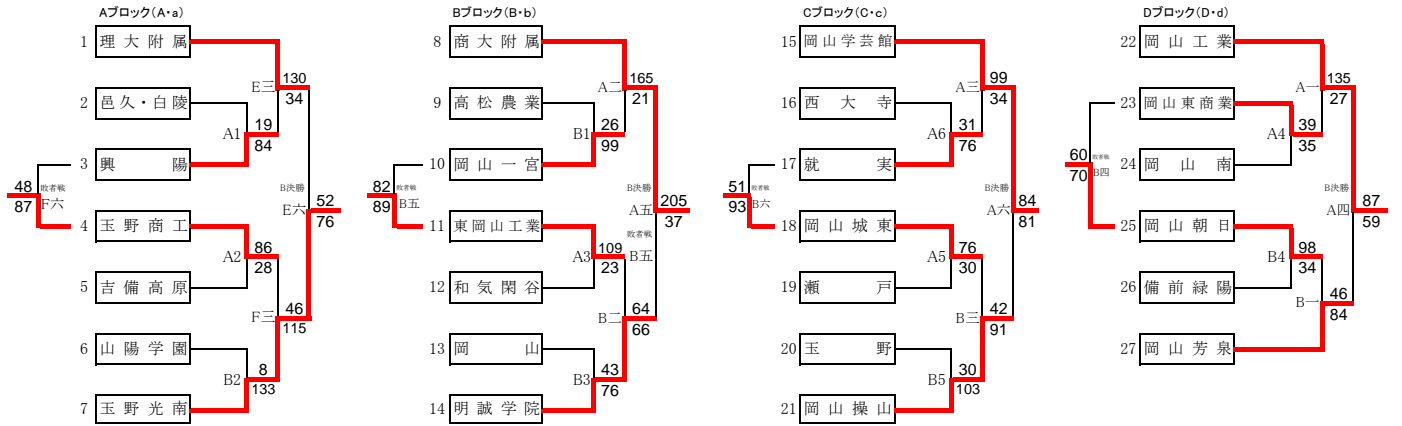 Aブロック(A・a)
1 理大附属
2 邑久・白陵
3 興陽
4 玉野商工
5 吉備高原
6 山陽学園
7 玉野光南
E三
130
34
A1
19
84
48
87
敗者戦
F六
A2
86
28
F三
46
115
B2
8
133
B決勝
E六
52
76
Bブロック(B・b)
8 商大附属
9 高松農業
10 岡山一宮
11 東岡山工業
12 和気閑谷
13 岡山
14 明誠学院
A二
165
21
B1
26
99
82
89
敗者戦
B五
A3
109
23
B二
64
66
B3
43
76
B決勝
A五
205
37
敗者戦
B五
Cブロック(C・c)
15 岡山学芸館
16 西大寺
17 就実
18 岡山城東
19 瀬戸
20 玉野
21 岡山操山
A三
99
34
A6
31
76
51
93
敗者戦
B六
A5
76
30
B三
42
91
B5
30
103
B決勝
A六
84
81
Dブロック(D・d)
22 岡山工業
23 岡山東商業
24 岡山南
25 岡山朝日
26 備前緑陽
27 岡山芳泉
A一
135
27
A4
39
35
60
70
敗者戦
B四
B4
98
34
B一
46
84
B決勝
A四
87
59